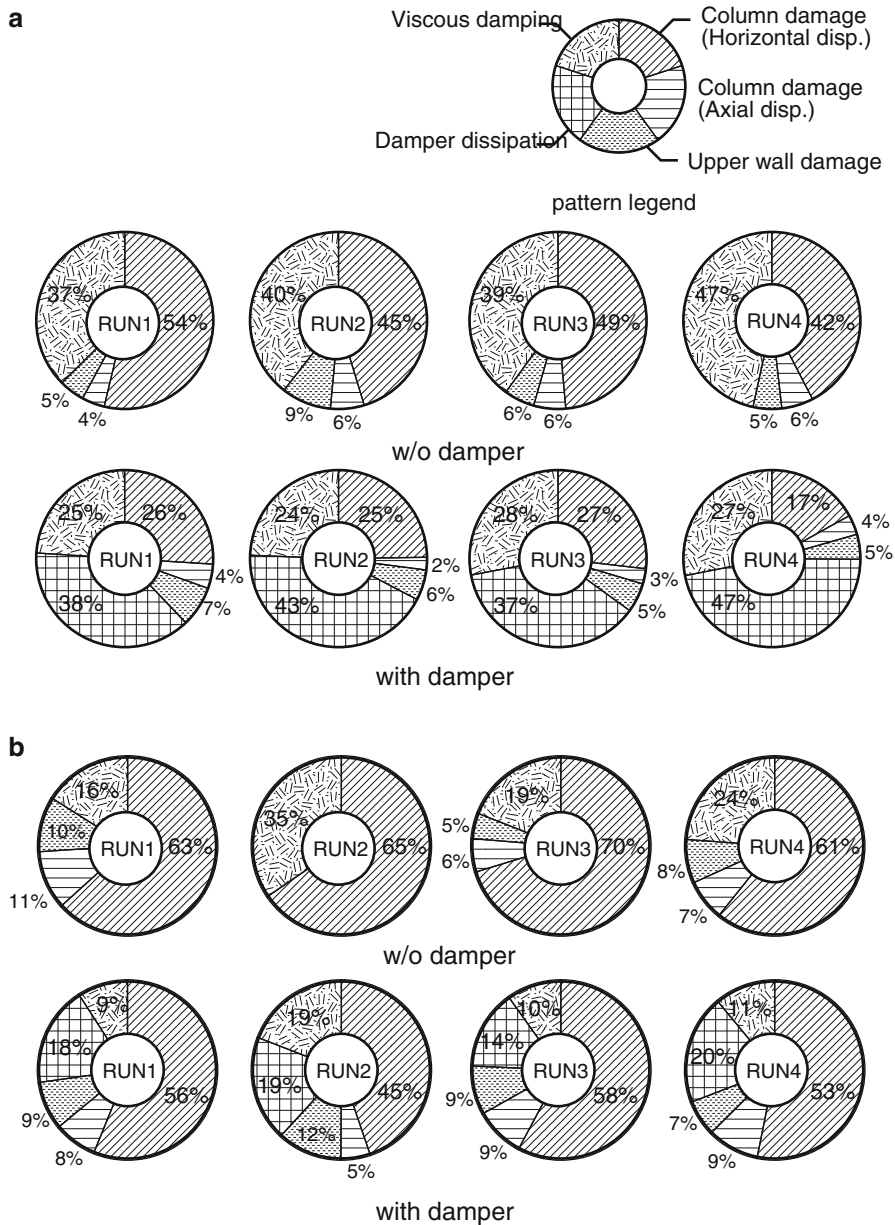 a
Viscous damping
Column damage
(Horizontal disp.)
Column damage
(Axial disp.)
Damper dissipation
Upper wall damage
pattern legend
37% RUN1 54% 5% 4%
40% RUN2 45% 9% 6%
39% RUN3 49% 6% 6%
47% RUN4 42% 5% 6%
w/o damper
25% 26% RUN1 4% 38% 7%
24% 25% RUN2 2% 43% 6%
28% 27% RUN3 3% 37% 5%
27% 17% 4% RUN4 5% 47%
with damper
b
16% 10% RUN1 63% 11%
35% RUN2 65%
19% 5% RUN3 70% 6%
24% RUN4 61% 8% 7%
w/o damper
9% 18% RUN1 56% 9% 8%
19% RUN2 19% 45% 12% 5%
10% 14% RUN3 58% 9% 9%
11% 20% RUN4 53% 7% 9%
with damper